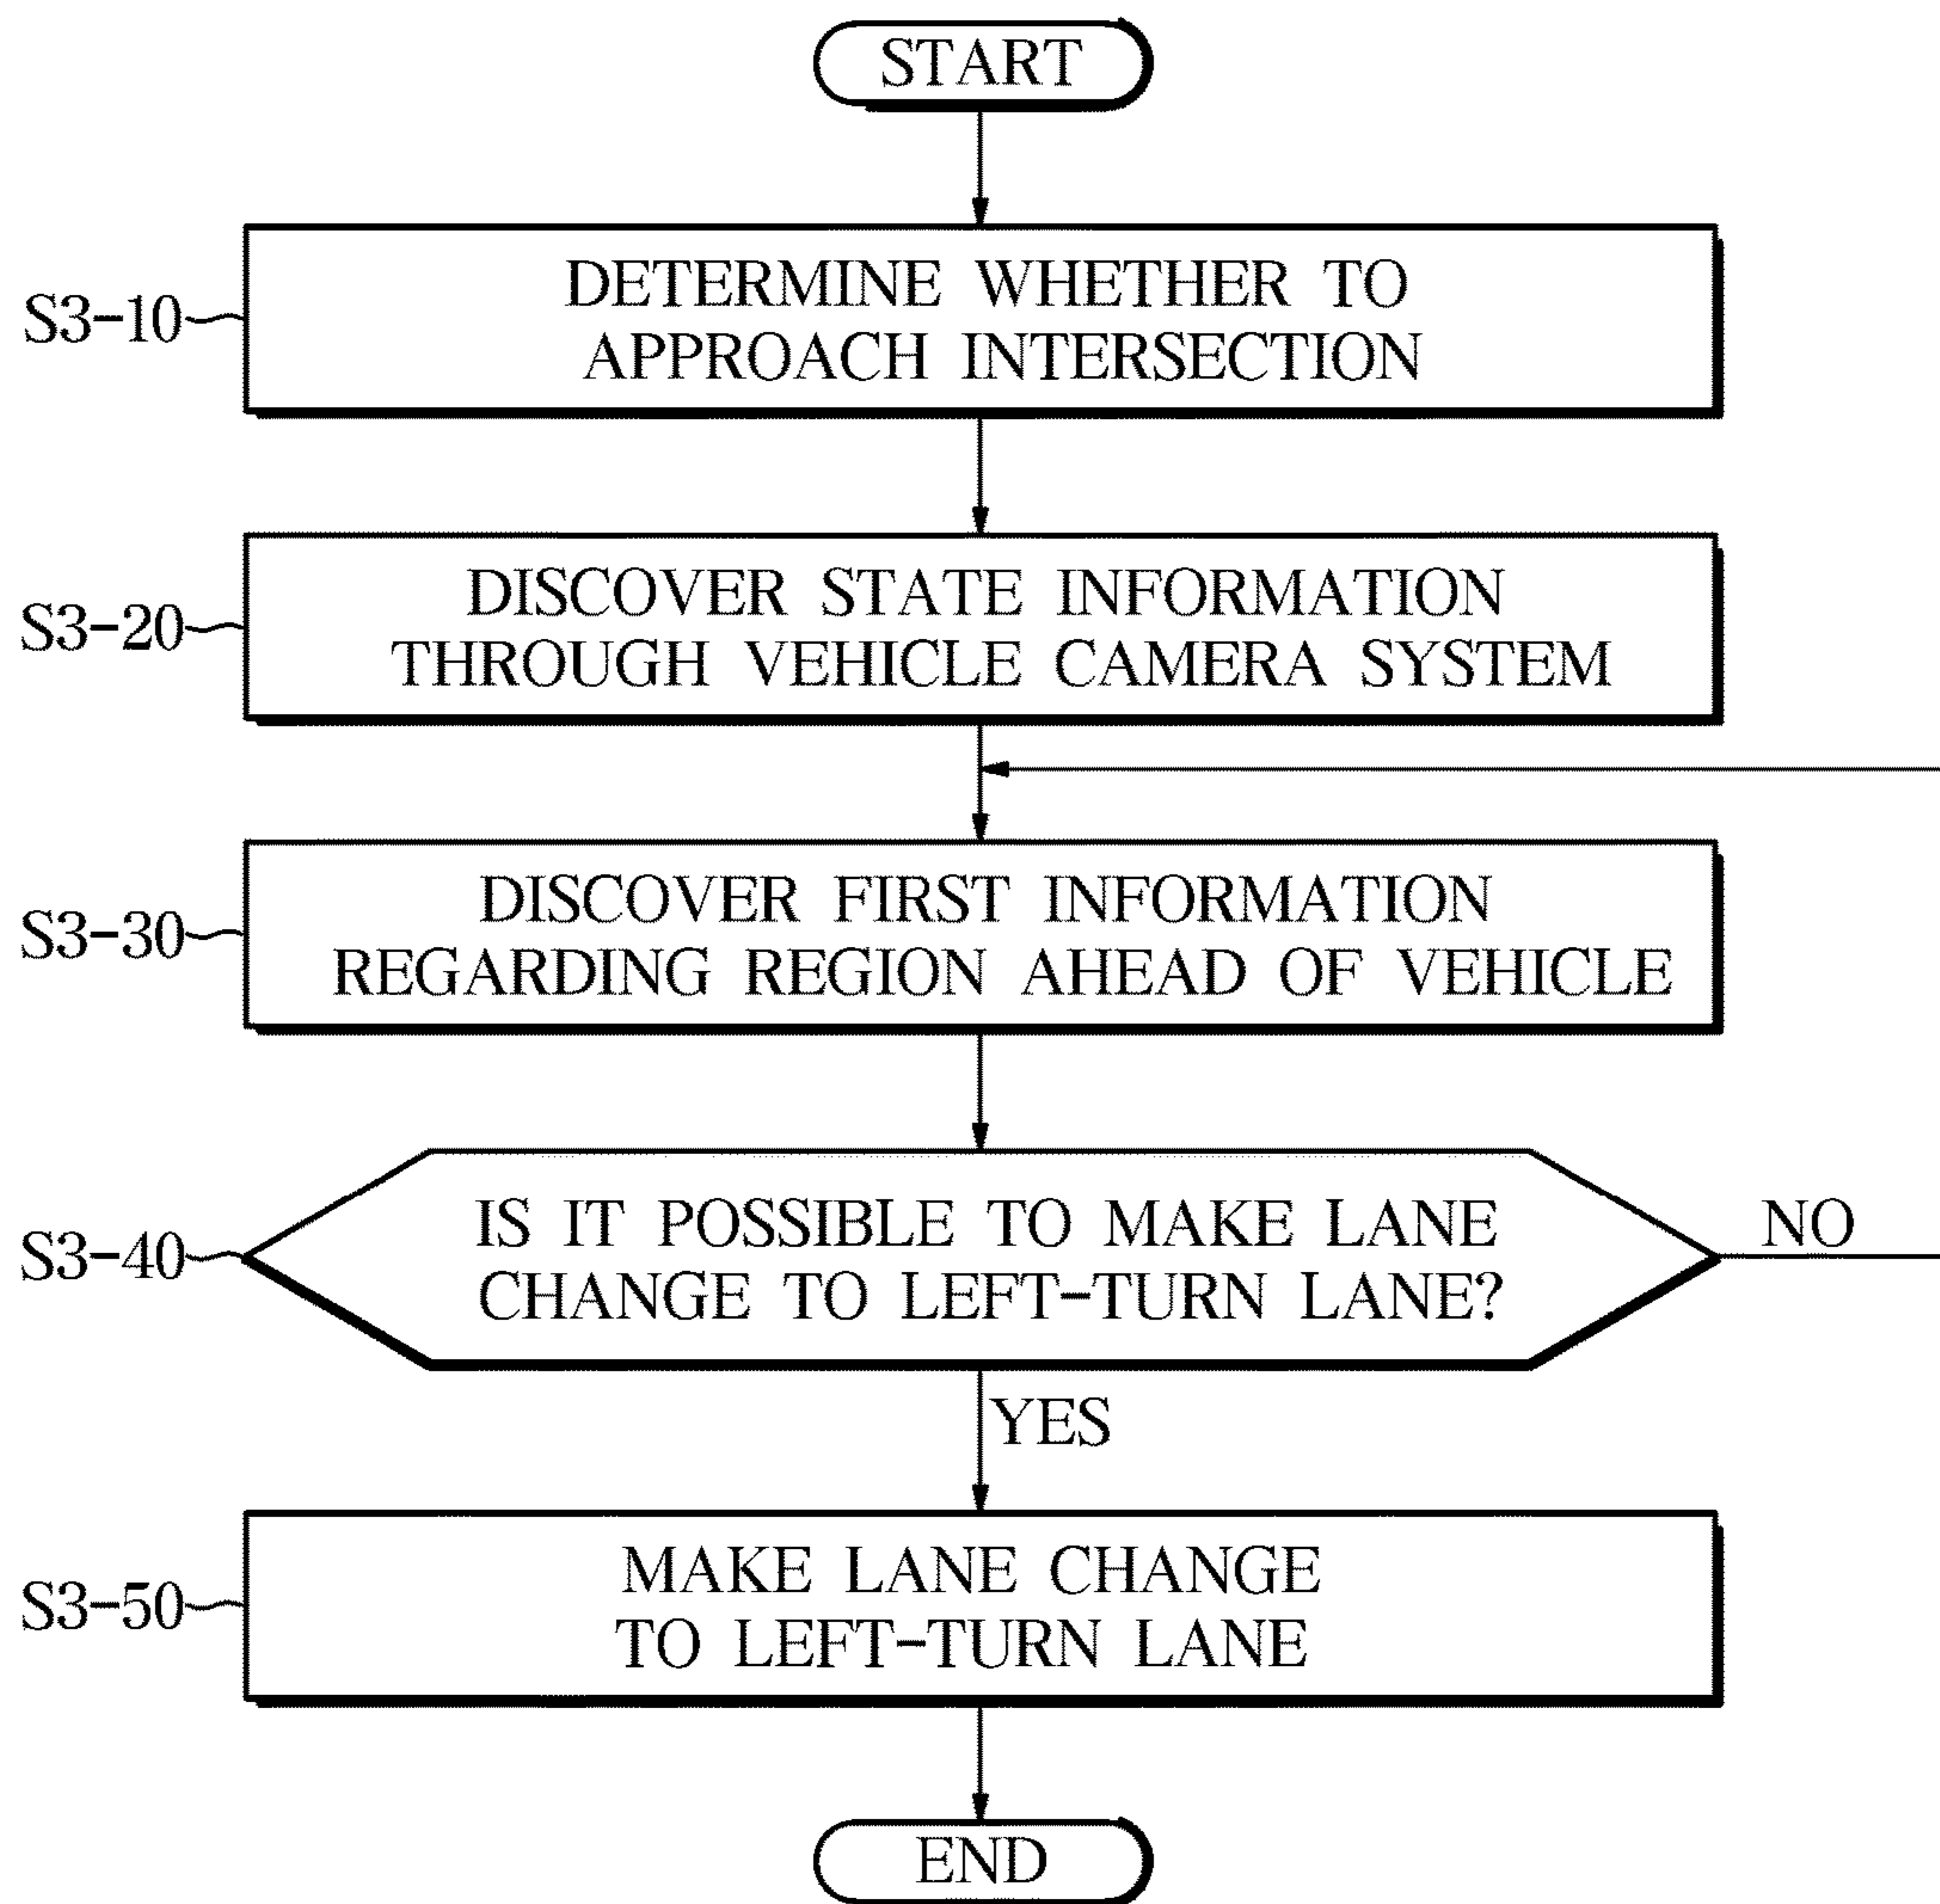 START
S3-10
DETERMINE WHETHER TO
APPROACH INTERSECTION
S3-20
DISCOVER STATE INFORMATION
THROUGH VEHICLE CAMERA SYSTEM
S3-30
DISCOVER FIRST INFORMATION
REGARDING REGION AHEAD OF VEHICLE
S3-40
IS IT POSSIBLE TO MAKE LANE
CHANGE TO LEFT-TURN LANE?
NO
YES
S3-50
MAKE LANE CHANGE
TO LEFT-TURN LANE
END